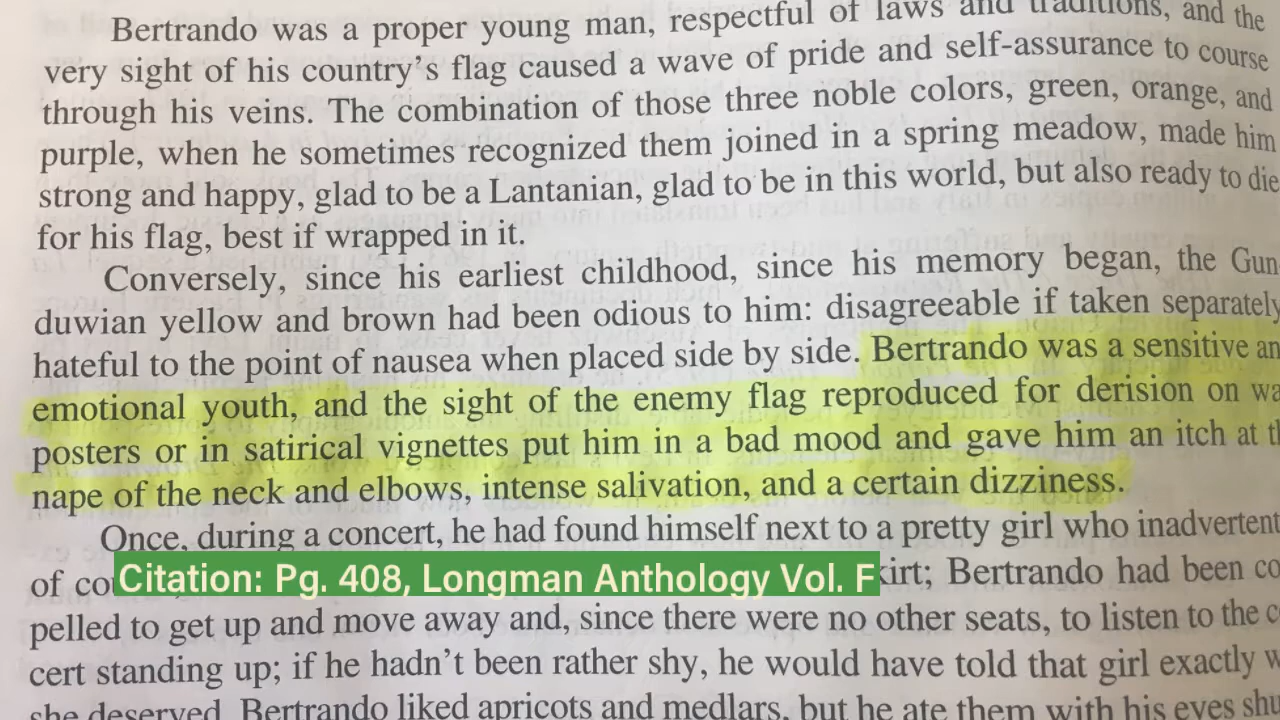 Bertrando was a proper young man, respectful of laws and traditions, and the
very sight of his country's flag caused a wave of pride and self-assurance to course
through his veins. The combination of those three noble colors, green, orange, and
purple, when he sometimes recognized them joined in a spring meadow, made him
strong and happy, glad to be a Lantanian, glad to be in this world, but also ready to die
for his flag, best if wrapped in it.
Conversely, since his earliest childhood, since his memory began, the Gun-
duwian yellow and brown had been odious to him: disagreeable if taken separately
hateful to the point of nausea when placed side by side. Bertrando was a sensitive an
emotional youth, and the sight of the enemy flag reproduced for derision on wa
posters or in satirical vignettes put him in a bad mood and gave him an itch at th
nape of the neck and elbows, intense salivation, and a certain dizziness.
Once, during a concert, he had found himself next to a pretty girl who inadvertent
of cou
Citation: Pg. 408, Longman Anthology Vol. F
kirt; Bertrando had been co
pelled to get up and move away and, since there were no other seats, to listen to the c
cert standing up; if he hadn't been rather shy, he would have told that girl exactly w
she deserved. Bertrando liked apricots and medlars, but he ate them with his eyes shu